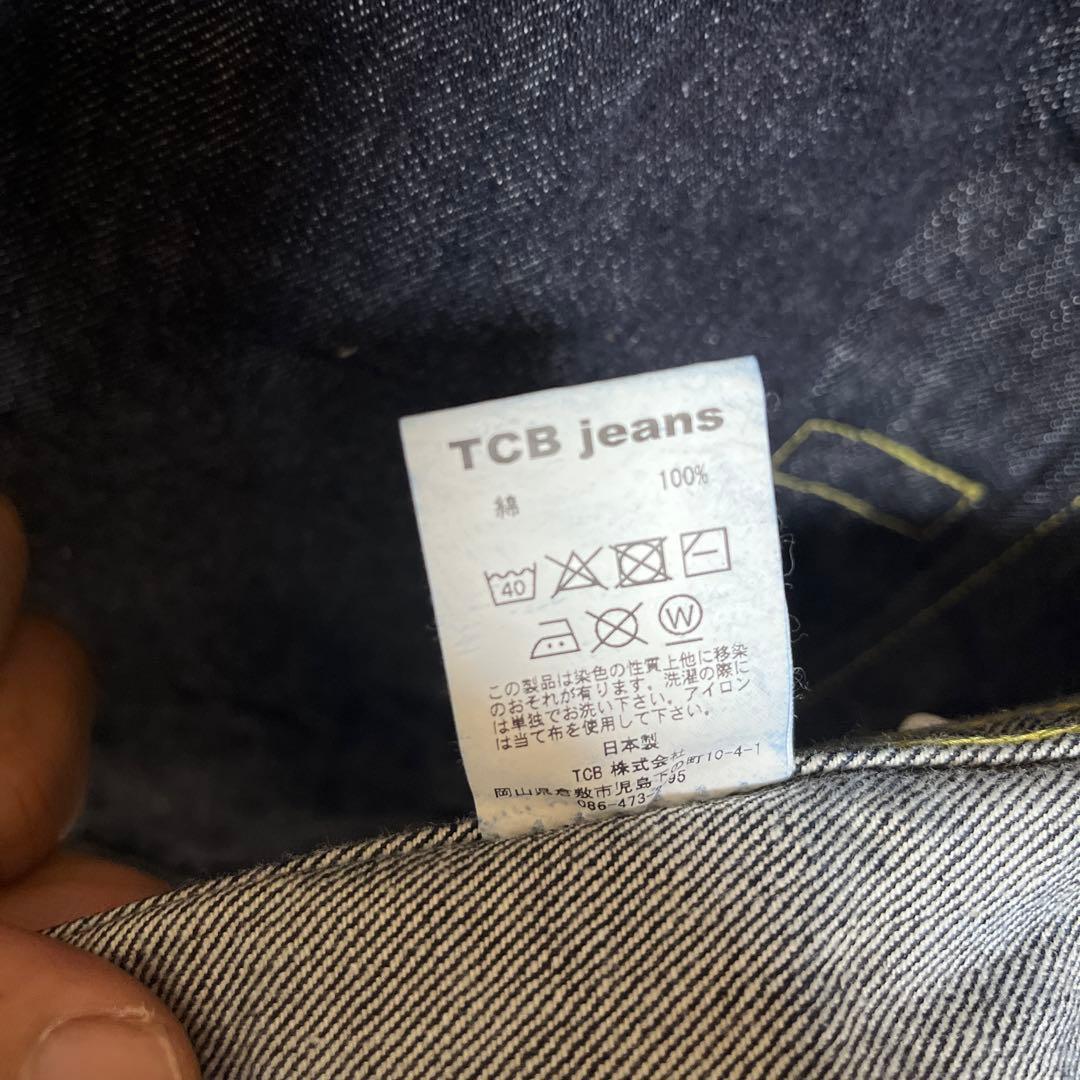 TCB jeans
綿 100%
40
W
この製品は染色の性質上他に移染
のおそれが有ります。洗濯の際に
は単独でお洗い下さい。アイロン
は当て布を使用して下さい。
日本製
TCB 株式会社
岡山県倉敷市児島下の町10-4-1
086-473-